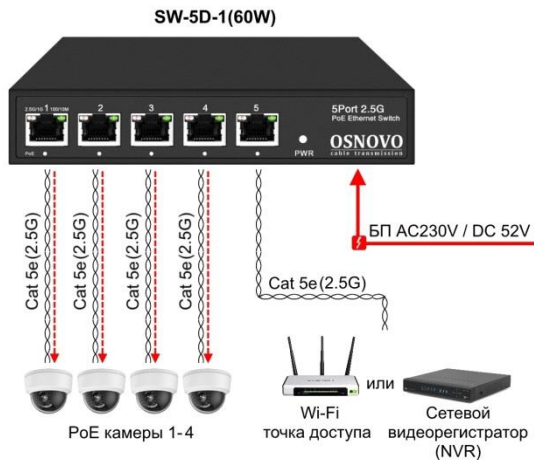 SW-5D-1(60W)
2.5G/1G 100/10M
1 2 3 4 5
5Port 2.5G
PoE Ethernet Switch
PoE
PWR
OSNOVO
cable transmission
БП AC230V / DC 52V
Cat 5e(2.5G)
Cat 5e(2.5G)
Cat 5e(2.5G)
Cat 5e(2.5G)
Cat 5e(2.5G)
PoE камеры 1-4
Wi-Fi
точка доступа
или
Сетевой
видеорегистратор
(NVR)